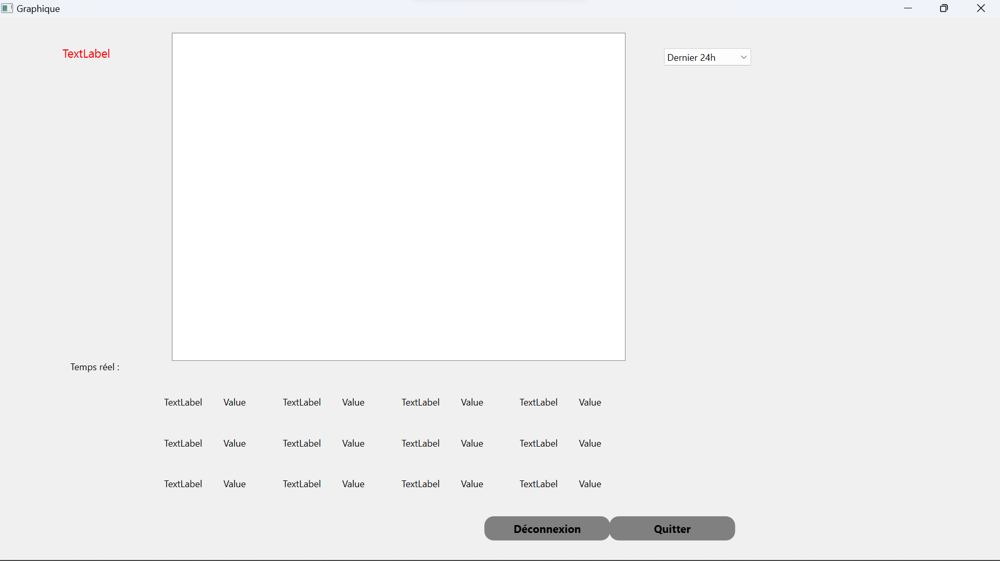 Graphique
TextLabel
Dernier 24h
Temps réel :
TextLabel Value TextLabel Value TextLabel Value TextLabel Value
TextLabel Value TextLabel Value TextLabel Value TextLabel Value
TextLabel Value TextLabel Value TextLabel Value TextLabel Value
Déconnexion Quitter